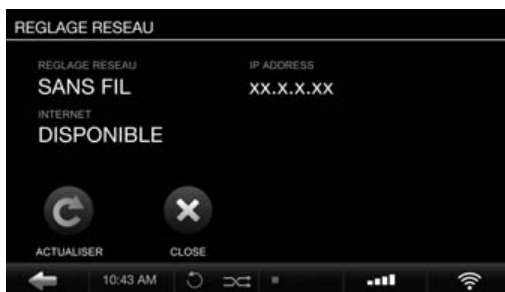 REGLAGE RESEAU
REGLAGE RESEAU
SANS FIL
IP ADDRESS
xx.x.x.xx
INTERNET
DISPONIBLE
ACTUALISER
CLOSE
10:43 AM